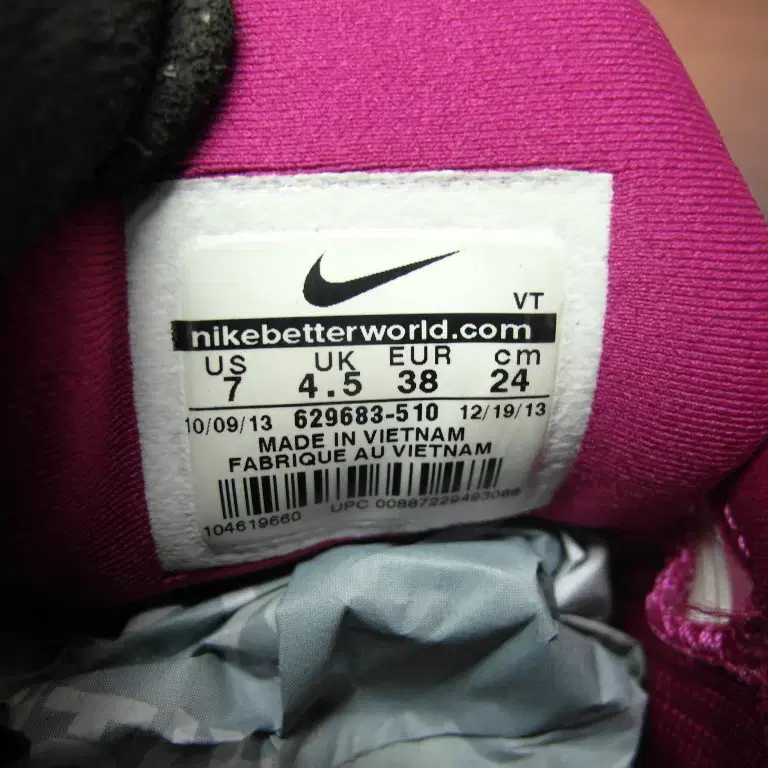 VT
nikebetterworld.com
US UK EUR cm
7 4.5 38 24
10/09/13 629683-510 12/19/13
MADE IN VIETNAM
FABRIQUE AU VIETNAM
104619660 UPC 00887229493086